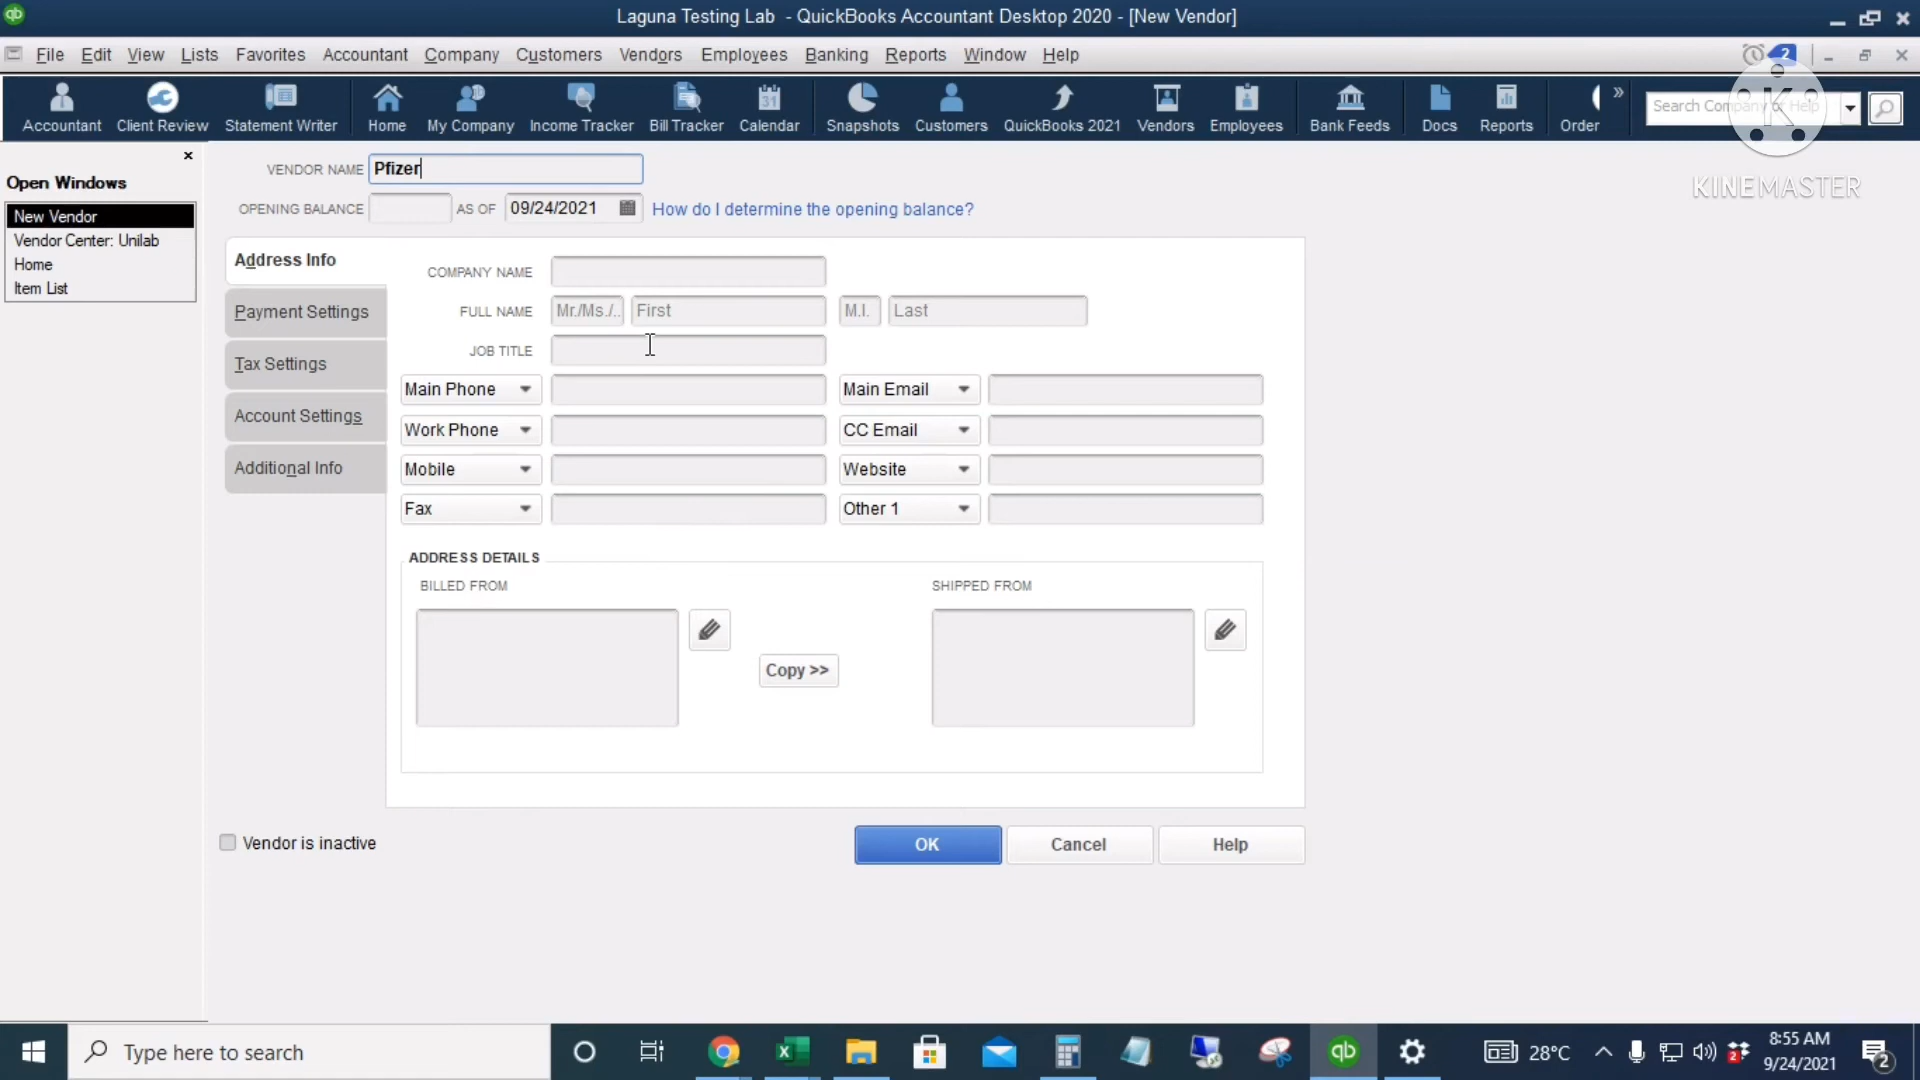 Laguna Testing Lab - QuickBooks Accountant Desktop 2020 - [New Vendor]
File Edit View Lists Favorites Accountant Company Customers Vendors Employees Banking Reports Window Help
2
Accountant Client Review Statement Writer Home My Company Income Tracker Bill Tracker Calendar Snapshots Customers QuickBooks 2021 Vendors Employees Bank Feeds Docs Reports Order
Search Company or Help
KINEMASTER
Open Windows
New Vendor
Vendor Center: Unilab
Home
Item List
VENDOR NAME Pfizer
OPENING BALANCE AS OF 09/24/2021 How do I determine the opening balance?
Address Info
Payment Settings
Tax Settings
Account Settings
Additional Info
COMPANY NAME
FULL NAME Mr./Ms./.. First M.I. Last
JOB TITLE
Main Phone Main Email
Work Phone CC Email
Mobile Website
Fax Other 1
ADDRESS DETAILS
BILLED FROM SHIPPED FROM
Copy >>
Vendor is inactive
OK Cancel Help
Type here to search
28°C
8:55 AM
9/24/2021
2